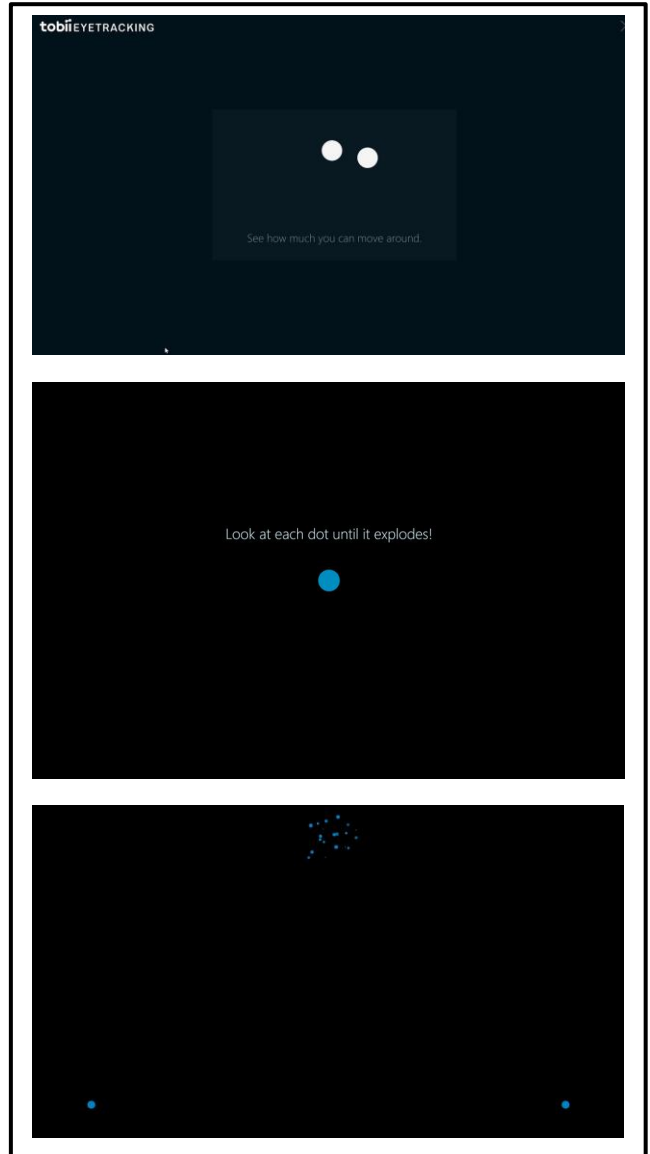 tobii EYETRACKING
See how much you can move around.
Look at each dot until it explodes!